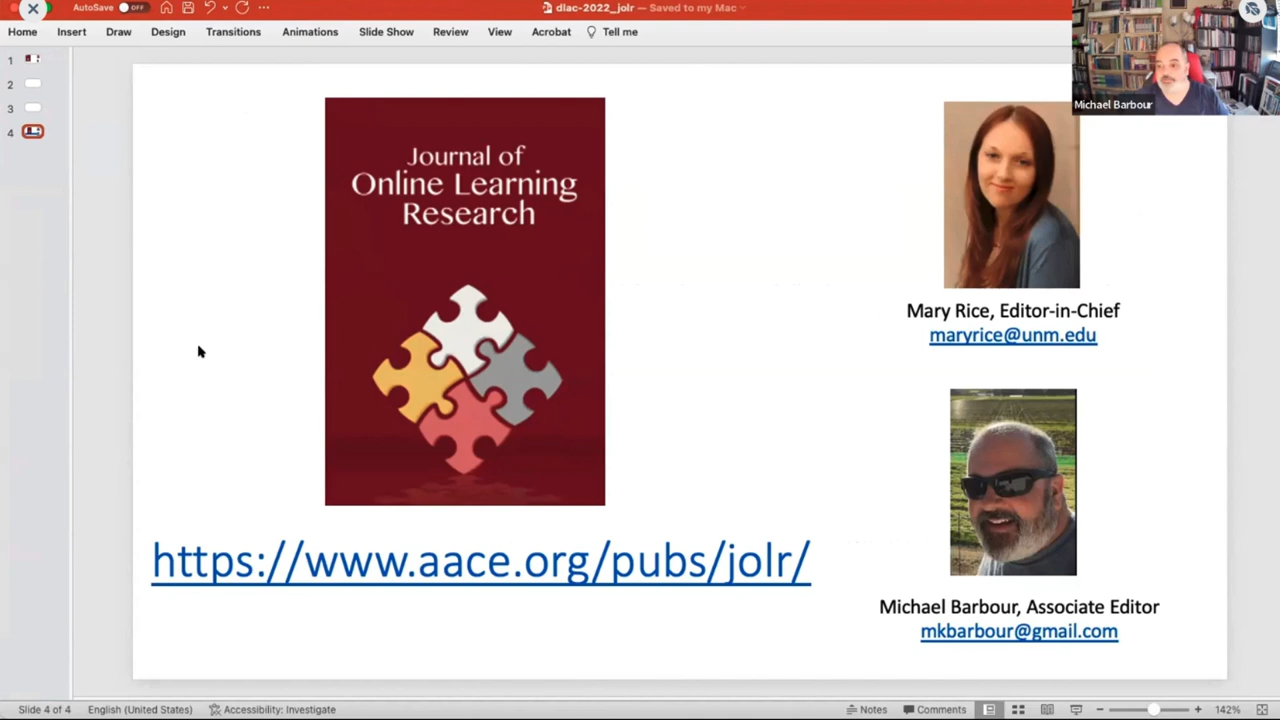 AutoSave OFF
dlac-2022_jolr — Saved to my Mac
Home Insert Draw Design Transitions Animations Slide Show Review View Acrobat Tell me
Michael Barbour
1
2
3
4
Journal of
Online Learning
Research
https://www.aace.org/pubs/jolr/
Mary Rice, Editor-in-Chief
maryrice@unm.edu
Michael Barbour, Associate Editor
mkbarbour@gmail.com
Slide 4 of 4 English (United States) Accessibility: Investigate Notes Comments 142%